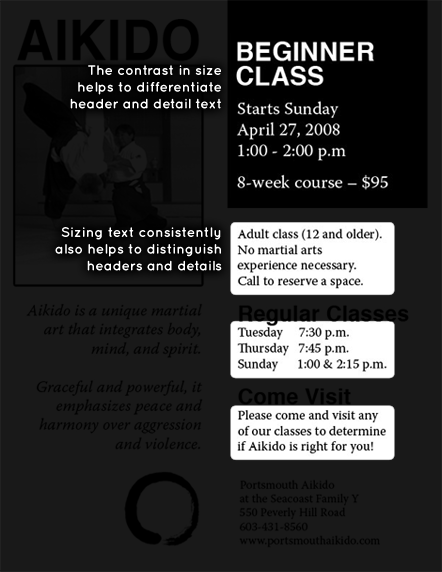 AIKIDO
The contrast in size
helps to differentiate
header and detail text
BEGINNER
CLASS
Starts Sunday
April 27, 2008
1:00 - 2:00 p.m
8-week course – $95
Sizing text consistently
also helps to distinguish
headers and details
Adult class (12 and older).
No martial arts
experience necessary.
Call to reserve a space.
Regular Classes
Tuesday 7:30 p.m.
Thursday 7:45 p.m.
Sunday 1:00 & 2:15 p.m.
Come Visit
Please come and visit any
of our classes to determine
if Aikido is right for you!
Aikido is a unique martial
art that integrates body,
mind, and spirit.
Graceful and powerful, it
emphasizes peace and
harmony over aggression
and violence.
Portsmouth Aikido
at the Seacoast Family Y
550 Peverly Hill Road
603-431-8560
www.portsmouthaikido.com